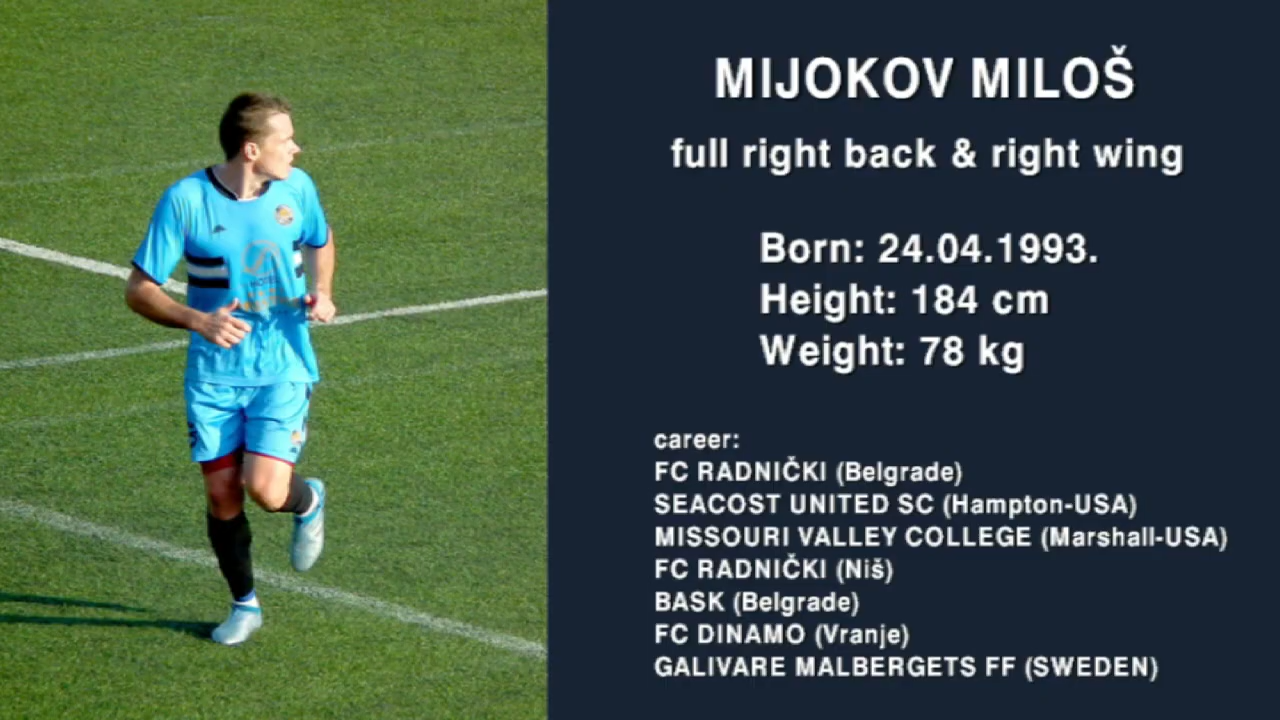 MIJOKOV MILOŠ
full right back & right wing
Born: 24.04.1993.
Height: 184 cm
Weight: 78 kg
career:
FC RADNIČKI (Belgrade)
SEACOST UNITED SC (Hampton-USA)
MISSOURI VALLEY COLLEGE (Marshall-USA)
FC RADNIČKI (Niš)
BASK (Belgrade)
FC DINAMO (Vranje)
GALIVARE MALBERGETS FF (SWEDEN)
HOTEL